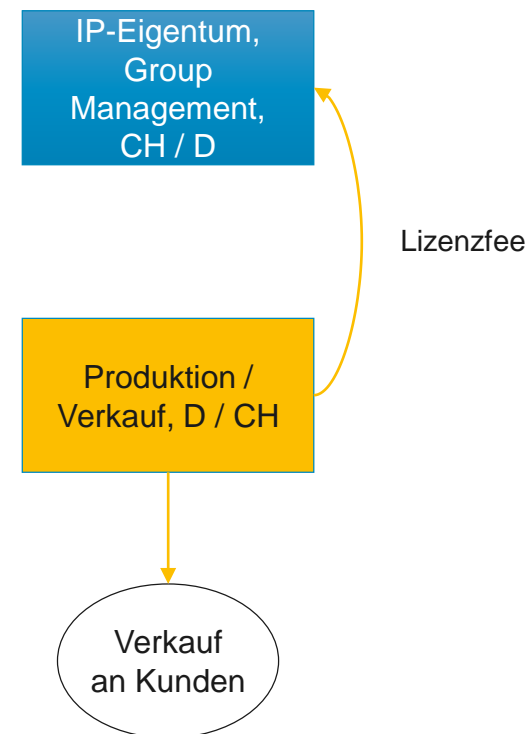 IP-Eigentum,
Group
Management,
CH / D
Lizenzfee
Produktion /
Verkauf, D / CH
Verkauf
an Kunden